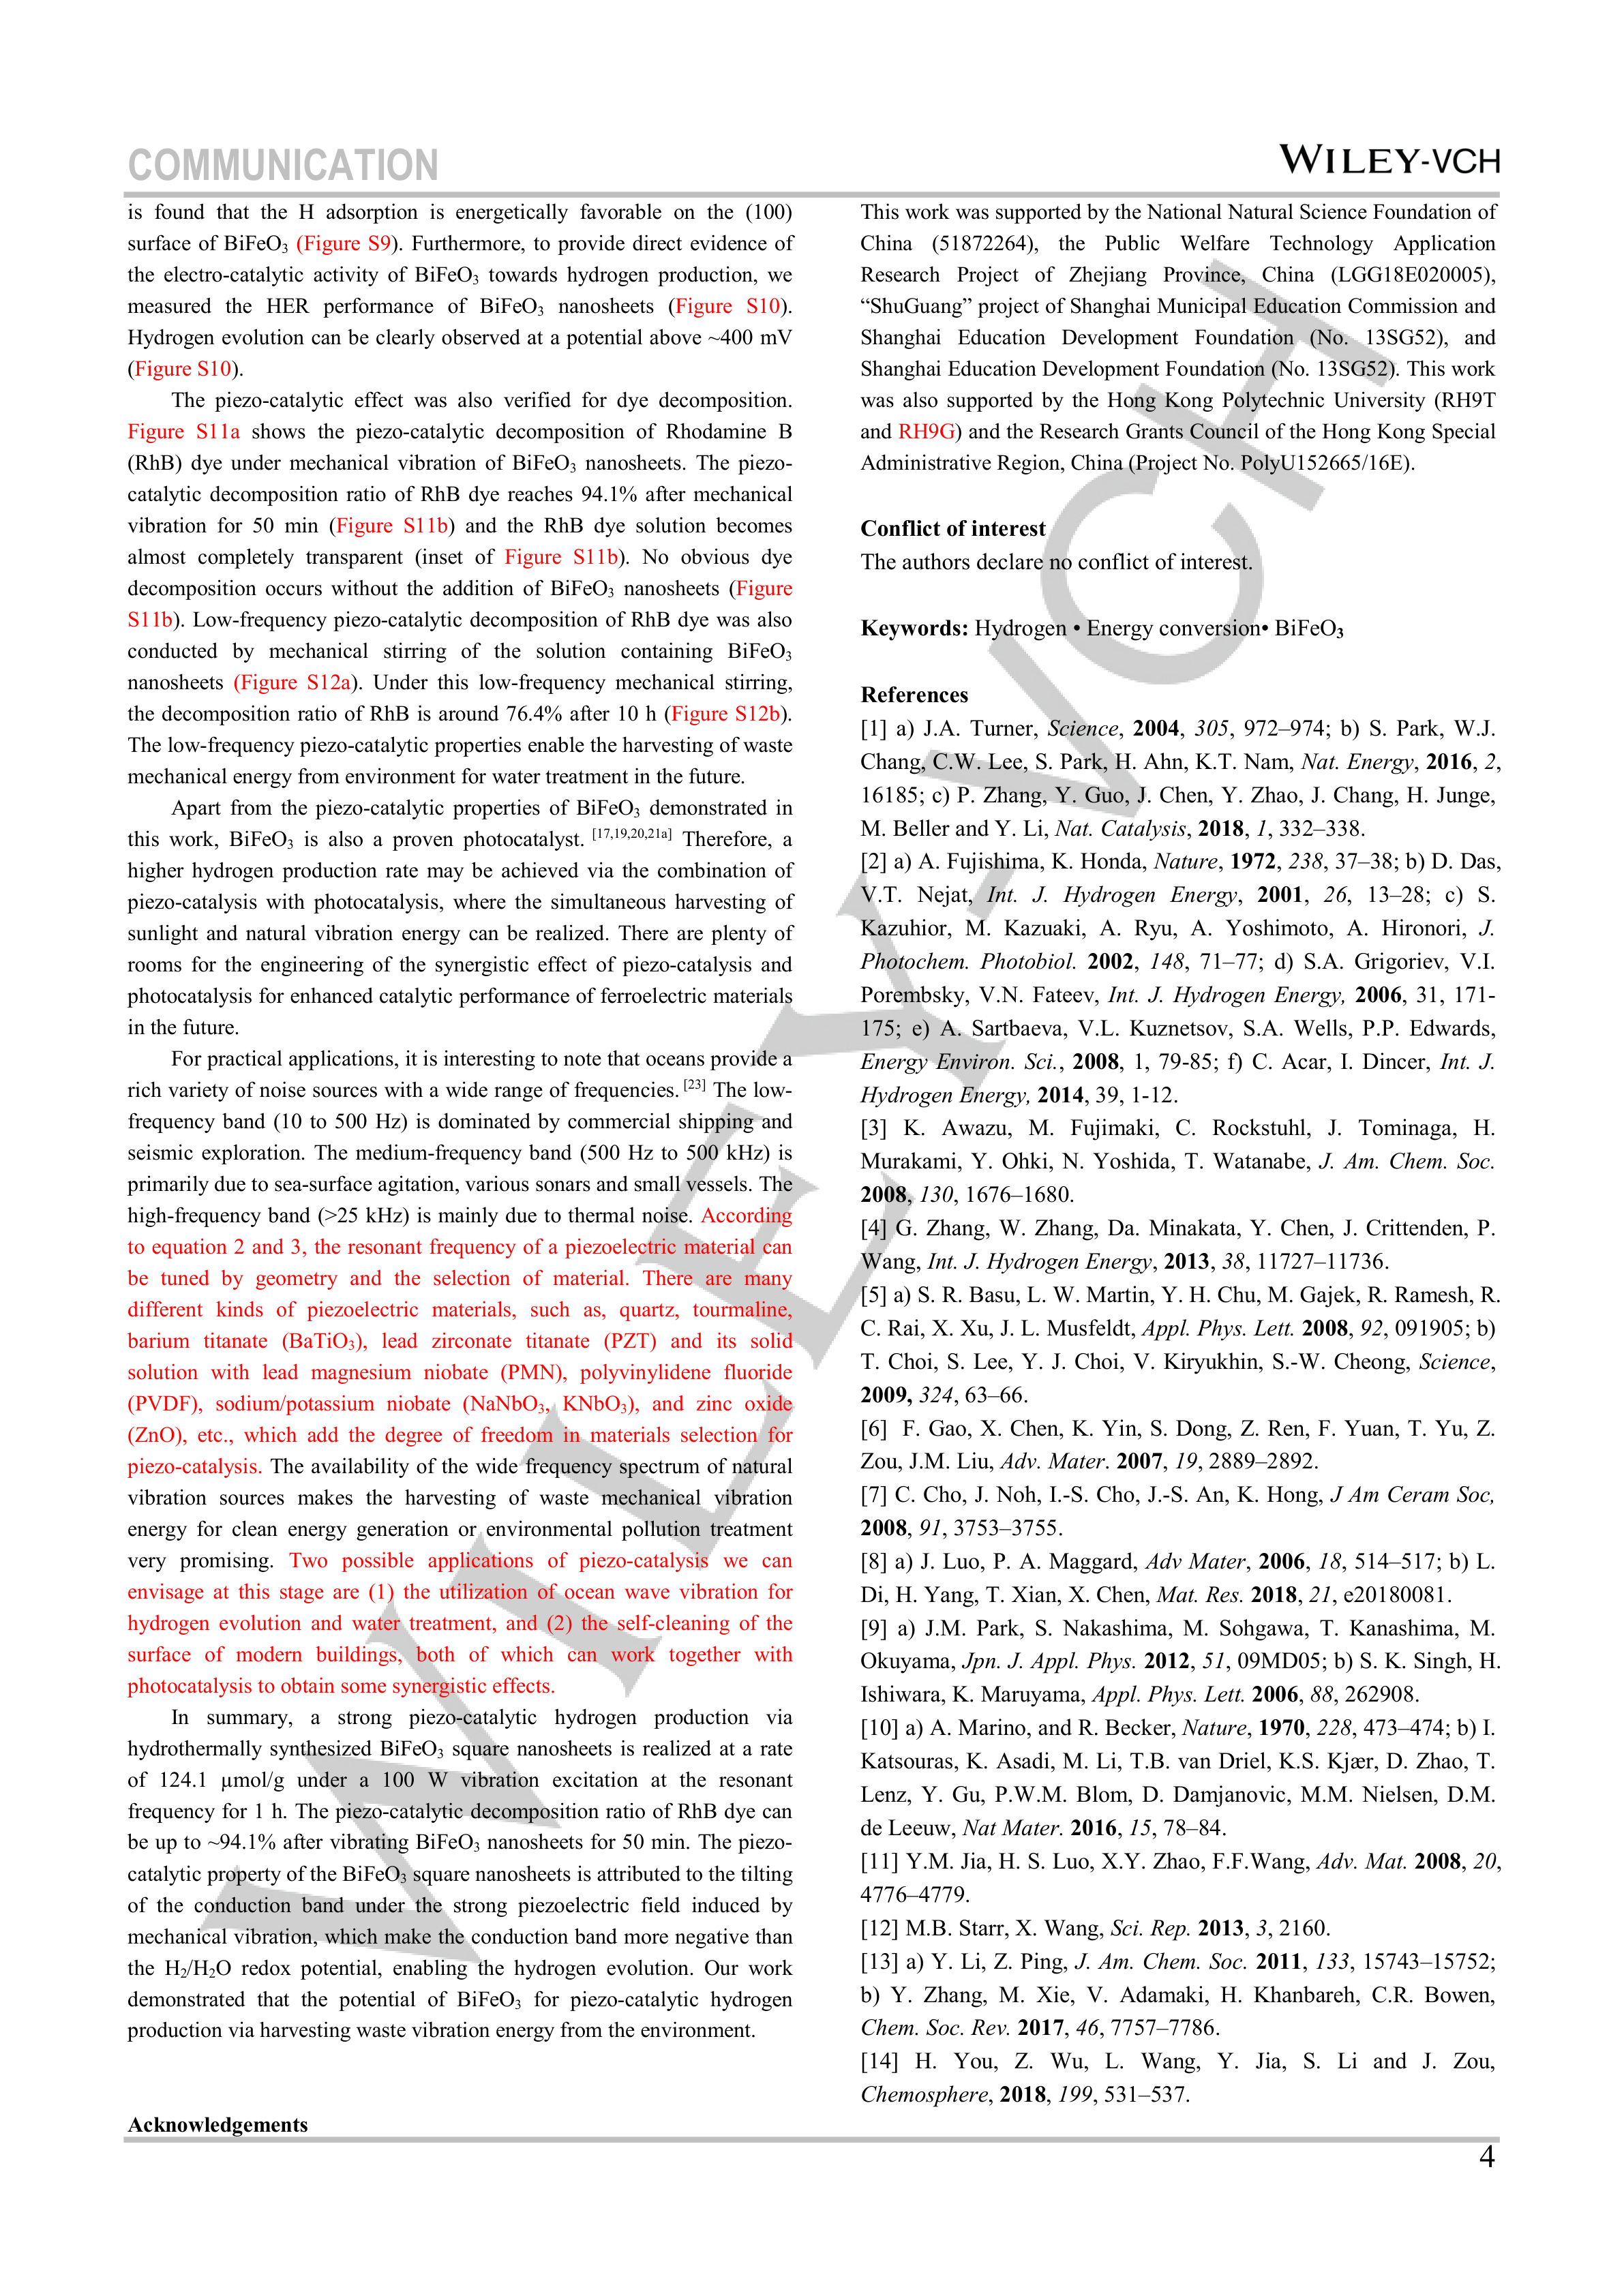 COMMUNICATION
WILEY-VCH
is found that the H adsorption is energetically favorable on the (100)
surface of BiFeO3 (Figure S9). Furthermore, to provide direct evidence of
the electro-catalytic activity of BiFeO3 towards hydrogen production, we
measured the HER performance of BiFeO3 nanosheets (Figure S10).
Hydrogen evolution can be clearly observed at a potential above ~400 mV
(Figure S10).
The piezo-catalytic effect was also verified for dye decomposition.
Figure S11a shows the piezo-catalytic decomposition of Rhodamine B
(RhB) dye under mechanical vibration of BiFeO3 nanosheets. The piezo-
catalytic decomposition ratio of RhB dye reaches 94.1% after mechanical
vibration for 50 min (Figure S11b) and the RhB dye solution becomes
almost completely transparent (inset of Figure S11b). No obvious dye
decomposition occurs without the addition of BiFeO3 nanosheets (Figure
S11b). Low-frequency piezo-catalytic decomposition of RhB dye was also
conducted by mechanical stirring of the solution containing BiFeO3
nanosheets (Figure S12a). Under this low-frequency mechanical stirring,
the decomposition ratio of RhB is around 76.4% after 10 h (Figure S12b).
The low-frequency piezo-catalytic properties enable the harvesting of waste
mechanical energy from environment for water treatment in the future.
Apart from the piezo-catalytic properties of BiFeO3 demonstrated in
this work, BiFeO3 is also a proven photocatalyst. [17,19,20,21a] Therefore, a
higher hydrogen production rate may be achieved via the combination of
piezo-catalysis with photocatalysis, where the simultaneous harvesting of
sunlight and natural vibration energy can be realized. There are plenty of
rooms for the engineering of the synergistic effect of piezo-catalysis and
photocatalysis for enhanced catalytic performance of ferroelectric materials
in the future.
For practical applications, it is interesting to note that oceans provide a
rich variety of noise sources with a wide range of frequencies. [23] The low-
frequency band (10 to 500 Hz) is dominated by commercial shipping and
seismic exploration. The medium-frequency band (500 Hz to 500 kHz) is
primarily due to sea-surface agitation, various sonars and small vessels. The
high-frequency band (>25 kHz) is mainly due to thermal noise. According
to equation 2 and 3, the resonant frequency of a piezoelectric material can
be tuned by geometry and the selection of material. There are many
different kinds of piezoelectric materials, such as, quartz, tourmaline,
barium titanate (BaTiO3), lead zirconate titanate (PZT) and its solid
solution with lead magnesium niobate (PMN), polyvinylidene fluoride
(PVDF), sodium/potassium niobate (NaNbO3, KNbO3), and zinc oxide
(ZnO), etc., which add the degree of freedom in materials selection for
piezo-catalysis. The availability of the wide frequency spectrum of natural
vibration sources makes the harvesting of waste mechanical vibration
energy for clean energy generation or environmental pollution treatment
very promising. Two possible applications of piezo-catalysis we can
envisage at this stage are (1) the utilization of ocean wave vibration for
hydrogen evolution and water treatment, and (2) the self-cleaning of the
surface of modern buildings, both of which can work together with
photocatalysis to obtain some synergistic effects.
In summary, a strong piezo-catalytic hydrogen production via
hydrothermally synthesized BiFeO3 square nanosheets is realized at a rate
of 124.1 µmol/g under a 100 W vibration excitation at the resonant
frequency for 1 h. The piezo-catalytic decomposition ratio of RhB dye can
be up to ~94.1% after vibrating BiFeO3 nanosheets for 50 min. The piezo-
catalytic property of the BiFeO3 square nanosheets is attributed to the tilting
of the conduction band under the strong piezoelectric field induced by
mechanical vibration, which make the conduction band more negative than
the H2/H2O redox potential, enabling the hydrogen evolution. Our work
demonstrated that the potential of BiFeO3 for piezo-catalytic hydrogen
production via harvesting waste vibration energy from the environment.
Acknowledgements
This work was supported by the National Natural Science Foundation of
China (51872264), the Public Welfare Technology Application
Research Project of Zhejiang Province, China (LGG18E020005),
“ShuGuang” project of Shanghai Municipal Education Commission and
Shanghai Education Development Foundation (No. 13SG52), and
Shanghai Education Development Foundation (No. 13SG52). This work
was also supported by the Hong Kong Polytechnic University (RH9T
and RH9G) and the Research Grants Council of the Hong Kong Special
Administrative Region, China (Project No. PolyU152665/16E).
Conflict of interest
The authors declare no conflict of interest.
Keywords: Hydrogen • Energy conversion• BiFeO3
References
[1] a) J.A. Turner, Science, 2004, 305, 972–974; b) S. Park, W.J.
Chang, C.W. Lee, S. Park, H. Ahn, K.T. Nam, Nat. Energy, 2016, 2,
16185; c) P. Zhang, Y. Guo, J. Chen, Y. Zhao, J. Chang, H. Junge,
M. Beller and Y. Li, Nat. Catalysis, 2018, 1, 332–338.
[2] a) A. Fujishima, K. Honda, Nature, 1972, 238, 37–38; b) D. Das,
V.T. Nejat, Int. J. Hydrogen Energy, 2001, 26, 13–28; c) S.
Kazuhior, M. Kazuaki, A. Ryu, A. Yoshimoto, A. Hironori, J.
Photochem. Photobiol. 2002, 148, 71–77; d) S.A. Grigoriev, V.I.
Porembsky, V.N. Fateev, Int. J. Hydrogen Energy, 2006, 31, 171-
175; e) A. Sartbaeva, V.L. Kuznetsov, S.A. Wells, P.P. Edwards,
Energy Environ. Sci., 2008, 1, 79-85; f) C. Acar, I. Dincer, Int. J.
Hydrogen Energy, 2014, 39, 1-12.
[3] K. Awazu, M. Fujimaki, C. Rockstuhl, J. Tominaga, H.
Murakami, Y. Ohki, N. Yoshida, T. Watanabe, J. Am. Chem. Soc.
2008, 130, 1676–1680.
[4] G. Zhang, W. Zhang, Da. Minakata, Y. Chen, J. Crittenden, P.
Wang, Int. J. Hydrogen Energy, 2013, 38, 11727–11736.
[5] a) S. R. Basu, L. W. Martin, Y. H. Chu, M. Gajek, R. Ramesh, R.
C. Rai, X. Xu, J. L. Musfeldt, Appl. Phys. Lett. 2008, 92, 091905; b)
T. Choi, S. Lee, Y. J. Choi, V. Kiryukhin, S.-W. Cheong, Science,
2009, 324, 63–66.
[6] F. Gao, X. Chen, K. Yin, S. Dong, Z. Ren, F. Yuan, T. Yu, Z.
Zou, J.M. Liu, Adv. Mater. 2007, 19, 2889–2892.
[7] C. Cho, J. Noh, I.-S. Cho, J.-S. An, K. Hong, J Am Ceram Soc,
2008, 91, 3753–3755.
[8] a) J. Luo, P. A. Maggard, Adv Mater, 2006, 18, 514–517; b) L.
Di, H. Yang, T. Xian, X. Chen, Mat. Res. 2018, 21, e20180081.
[9] a) J.M. Park, S. Nakashima, M. Sohgawa, T. Kanashima, M.
Okuyama, Jpn. J. Appl. Phys. 2012, 51, 09MD05; b) S. K. Singh, H.
Ishiwara, K. Maruyama, Appl. Phys. Lett. 2006, 88, 262908.
[10] a) A. Marino, and R. Becker, Nature, 1970, 228, 473–474; b) I.
Katsouras, K. Asadi, M. Li, T.B. van Driel, K.S. Kjær, D. Zhao, T.
Lenz, Y. Gu, P.W.M. Blom, D. Damjanovic, M.M. Nielsen, D.M.
de Leeuw, Nat Mater. 2016, 15, 78–84.
[11] Y.M. Jia, H. S. Luo, X.Y. Zhao, F.F.Wang, Adv. Mat. 2008, 20,
4776–4779.
[12] M.B. Starr, X. Wang, Sci. Rep. 2013, 3, 2160.
[13] a) Y. Li, Z. Ping, J. Am. Chem. Soc. 2011, 133, 15743–15752;
b) Y. Zhang, M. Xie, V. Adamaki, H. Khanbareh, C.R. Bowen,
Chem. Soc. Rev. 2017, 46, 7757–7786.
[14] H. You, Z. Wu, L. Wang, Y. Jia, S. Li and J. Zou,
Chemosphere, 2018, 199, 531–537.
4
WILEY-VCH